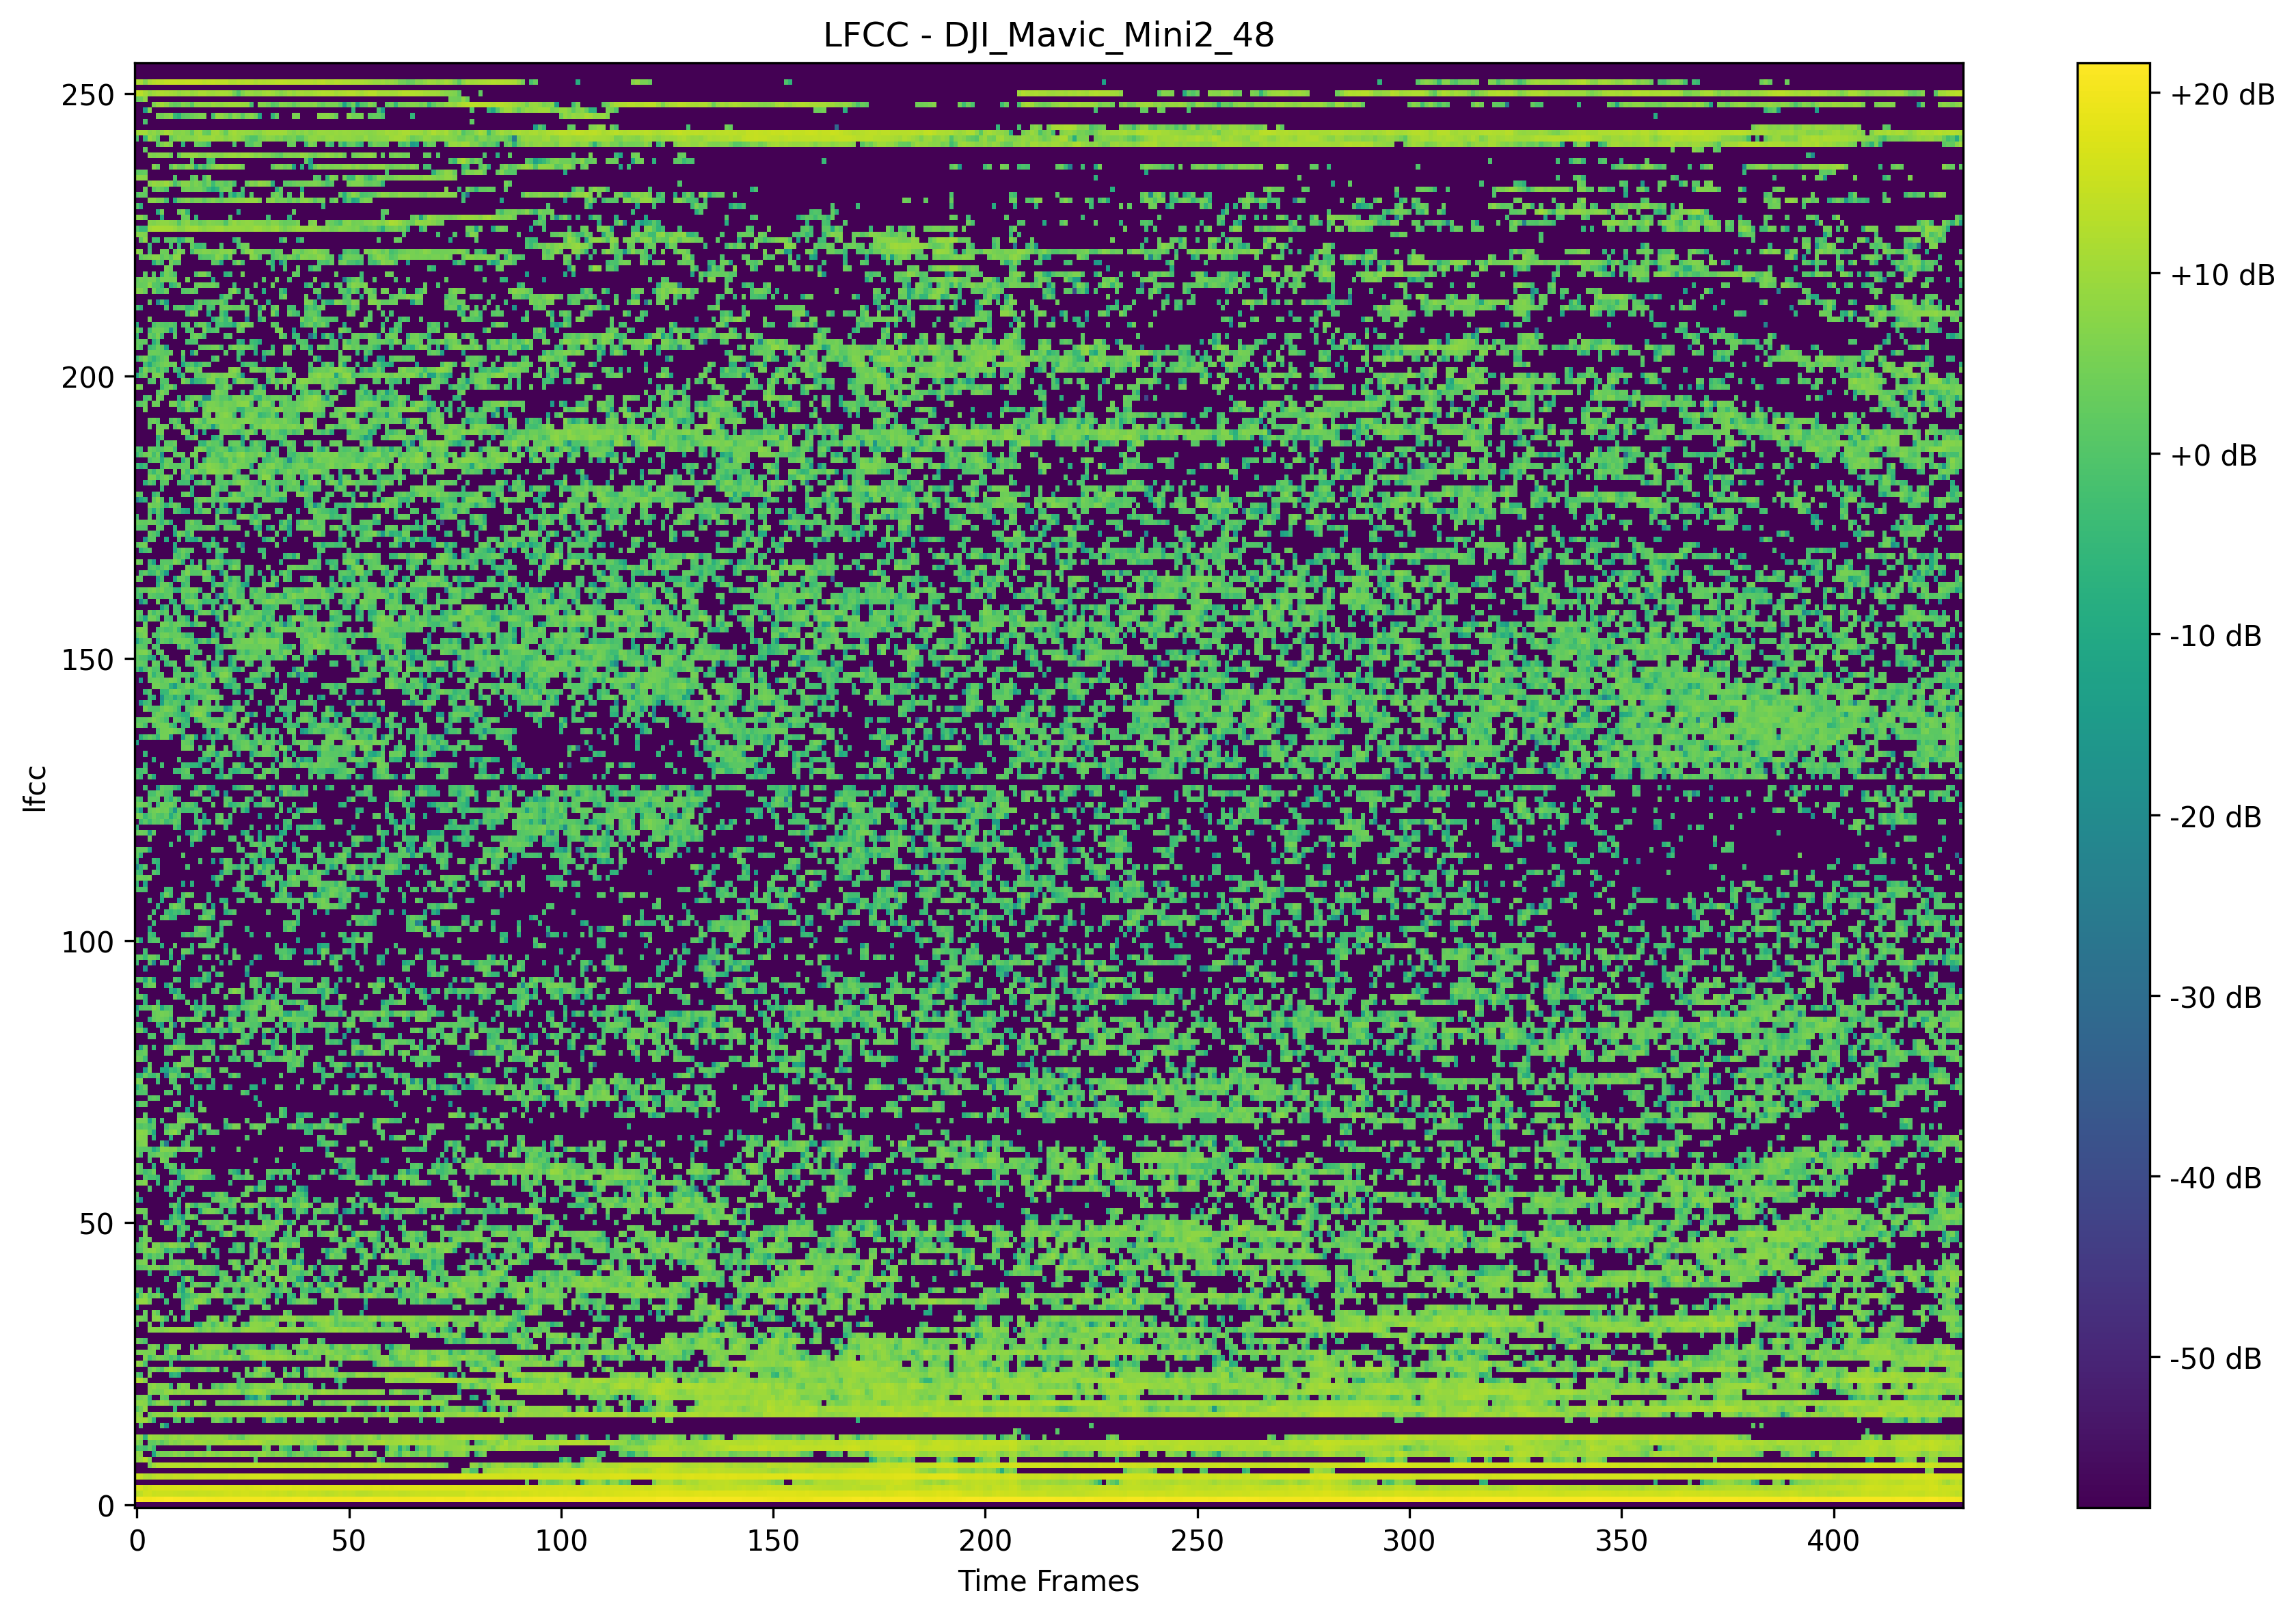 LFCC - DJI_Mavic_Mini2_48
250
200
150
100
50
0
lfcc
0 50 100 150 200 250 300 350 400
Time Frames
+20 dB
+10 dB
+0 dB
-10 dB
-20 dB
-30 dB
-40 dB
-50 dB